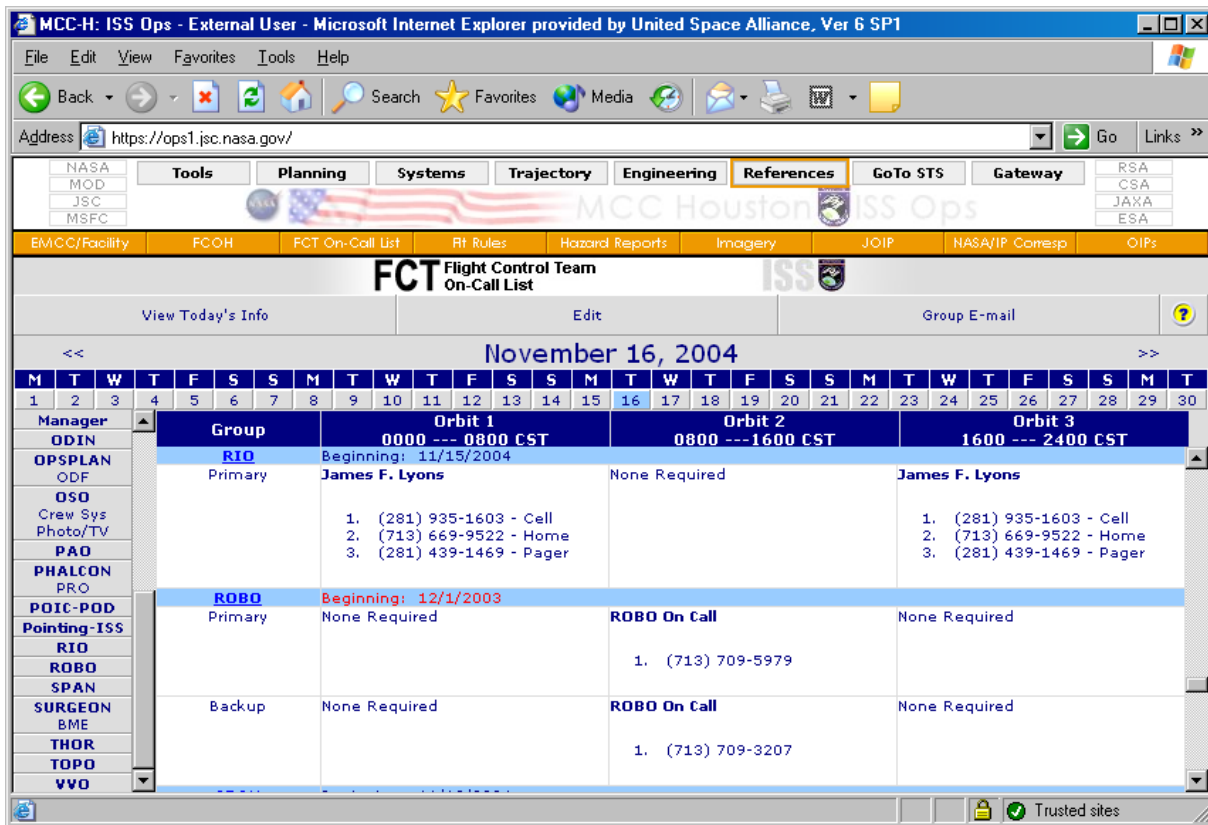 MCC-H: ISS Ops - External User - Microsoft Internet Explorer provided by United Space Alliance, Ver 6 SP1
File Edit View Favorites Tools Help
Back Search Favorites Media
Address https://ops1.jsc.nasa.gov/ Go Links »
NASA
MOD
JSC
MSFC
Tools Planning Systems Trajectory Engineering References GoTo STS Gateway
RSA
CSA
JAXA
ESA
MCC Houston ISS Ops
EMCC/Facility FCOH FCT On-Call List Flt Rules Hazard Reports Imagery JOIP NASA/IP Corresp OIPs
FCT Flight Control Team
On-Call List
ISS
View Today's Info Edit Group E-mail ?
<< November 16, 2004 >>
M T W T F S S M T W T F S S M T W T F S S M T W T F S S M T
1 2 3 4 5 6 7 8 9 10 11 12 13 14 15 16 17 18 19 20 21 22 23 24 25 26 27 28 29 30
Manager
ODIN
OPSPLAN
ODF
OSO
Crew Sys
Photo/TV
PAO
PHALCON
PRO
POIC-POD
Pointing-ISS
RIO
ROBO
SPAN
SURGEON
BME
THOR
TOPO
VVO
Group
Orbit 1
0000 --- 0800 CST
Orbit 2
0800 ---1600 CST
Orbit 3
1600 --- 2400 CST
RIO Beginning: 11/15/2004
Primary
James F. Lyons
1. (281) 935-1603 - Cell
2. (713) 669-9522 - Home
3. (281) 439-1469 - Pager
None Required
James F. Lyons
1. (281) 935-1603 - Cell
2. (713) 669-9522 - Home
3. (281) 439-1469 - Pager
ROBO Beginning: 12/1/2003
Primary
None Required
ROBO On Call
1. (713) 709-5979
None Required
Backup
None Required
ROBO On Call
1. (713) 709-3207
None Required
Trusted sites